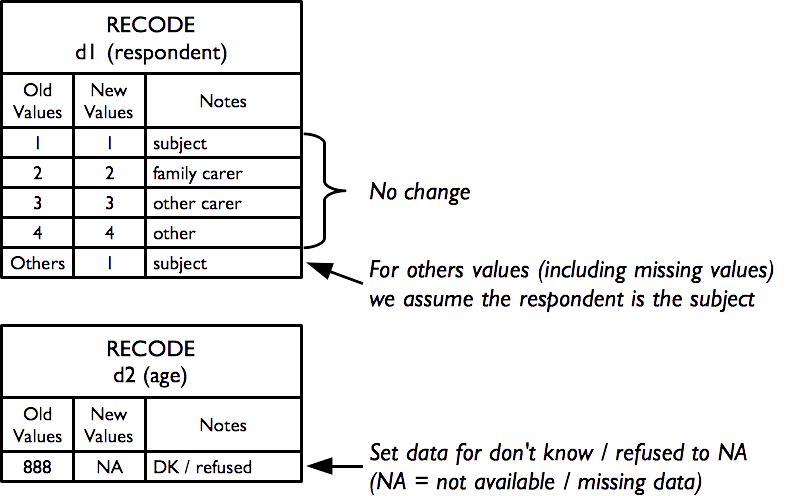 RECODE
d1 (respondent)
Old Values New Values Notes
1 1 subject
2 2 family carer
3 3 other carer
4 4 other
No change
Others 1 subject
For others values (including missing values)
we assume the respondent is the subject
RECODE
d2 (age)
Old Values New Values Notes
888 NA DK / refused
Set data for don't know / refused to NA
(NA = not available / missing data)